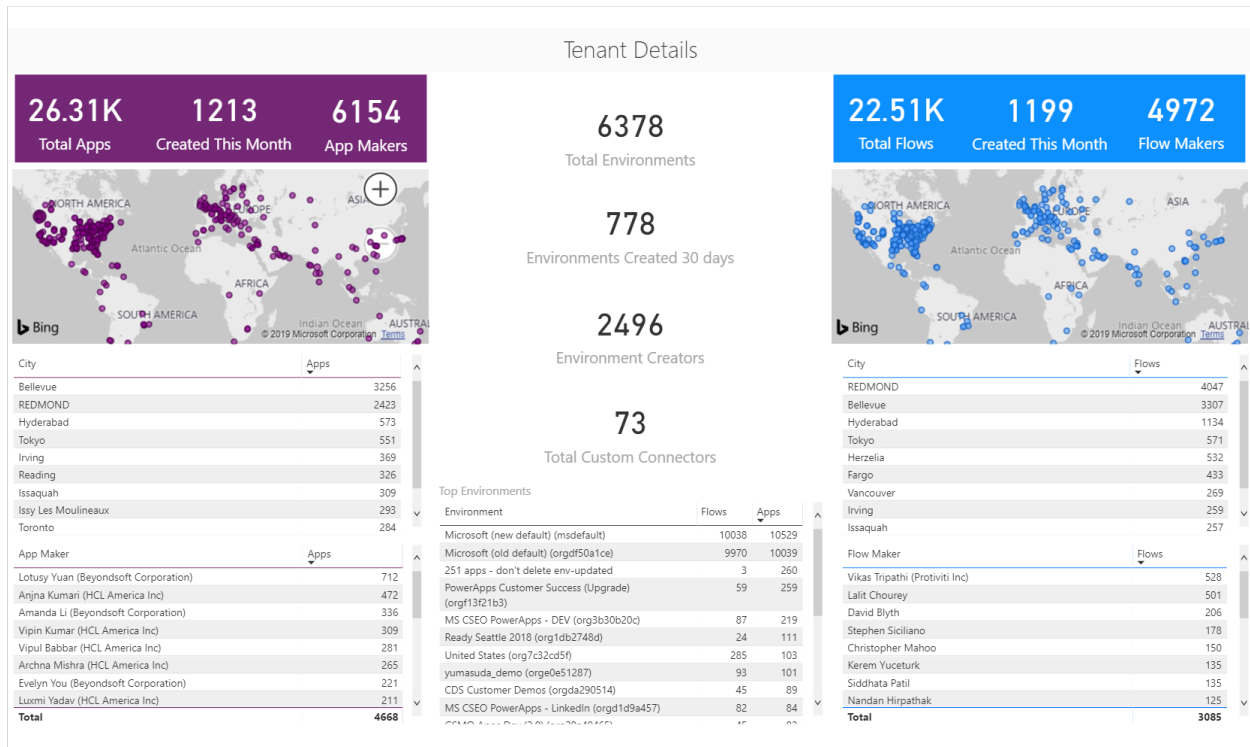 Tenant Details
26.31K 1213 6154
Total Apps Created This Month App Makers
NORTH AMERICA
EUROPE
ASIA
Atlantic Ocean
AFRICA
SOUTH AMERICA
Indian Ocean
AUSTRAL
Bing
© 2019 Microsoft Corporation Terms
City Apps
Bellevue 3256
REDMOND 2423
Hyderabad 573
Tokyo 551
Irving 369
Reading 326
Issaquah 309
Issy Les Moulineaux 293
Toronto 284
App Maker Apps
Lotusy Yuan (Beyondsoft Corporation) 712
Anjna Kumari (HCL America Inc) 472
Amanda Li (Beyondsoft Corporation) 336
Vipin Kumar (HCL America Inc) 309
Vipul Babbar (HCL America Inc) 281
Archna Mishra (HCL America Inc) 265
Evelyn You (Beyondsoft Corporation) 221
Luxmi Yadav (HCL America Inc) 211
Total 4668
6378
Total Environments
778
Environments Created 30 days
2496
Environment Creators
73
Total Custom Connectors
Top Environments
Environment Flows Apps
Microsoft (new default) (msdefault) 10038 10529
Microsoft (old default) (orgdf50a1ce) 9970 10039
251 apps - don't delete env-updated 3 260
PowerApps Customer Success (Upgrade) 59 259
(orgf13f21b3)
MS CSEO PowerApps - DEV (org3b30b20c) 87 219
Ready Seattle 2018 (org1db2748d) 24 111
United States (org7c32cd5f) 285 103
yumasuda_demo (orge0e51287) 93 101
CDS Customer Demos (orgda290514) 45 89
MS CSEO PowerApps - LinkedIn (orgd1d9a457) 82 84
22.51K 1199 4972
Total Flows Created This Month Flow Makers
NORTH AMERICA
EUROPE
ASIA
Atlantic Ocean
AFRICA
SOUTH AMERICA
Indian Ocean
AUSTRAL
Bing
© 2019 Microsoft Corporation Terms
City Flows
REDMOND 4047
Bellevue 3307
Hyderabad 1134
Tokyo 571
Herzelia 532
Fargo 433
Vancouver 269
Irving 259
Issaquah 257
Flow Maker Flows
Vikas Tripathi (Protiviti Inc) 528
Lalit Chourey 501
David Blyth 206
Stephen Siciliano 178
Christopher Mahoo 150
Kerem Yuceturk 135
Siddhata Patil 135
Nandan Hirpathak 125
Total 3085